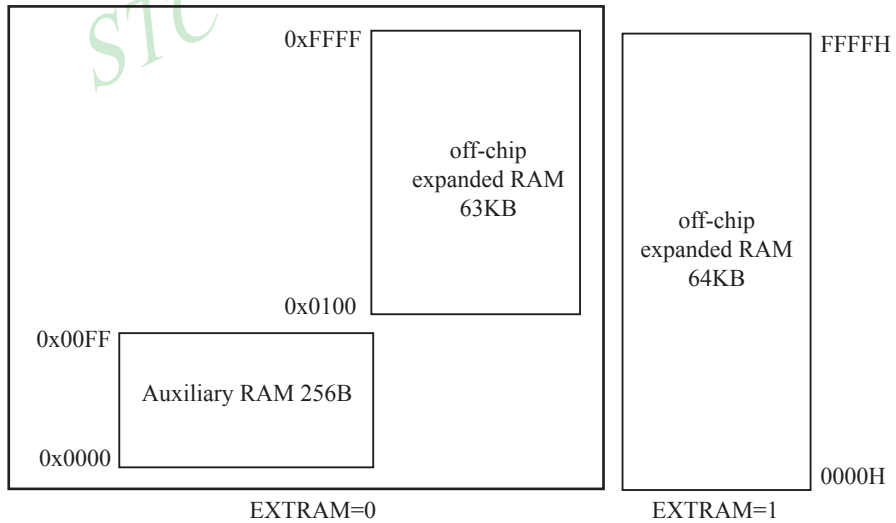 STC
0xFFFF
off-chip
expanded RAM
63KB
0x0100
0x00FF
Auxiliary RAM 256B
0x0000
EXTRAM=0
FFFFH
off-chip
expanded RAM
64KB
0000H
EXTRAM=1